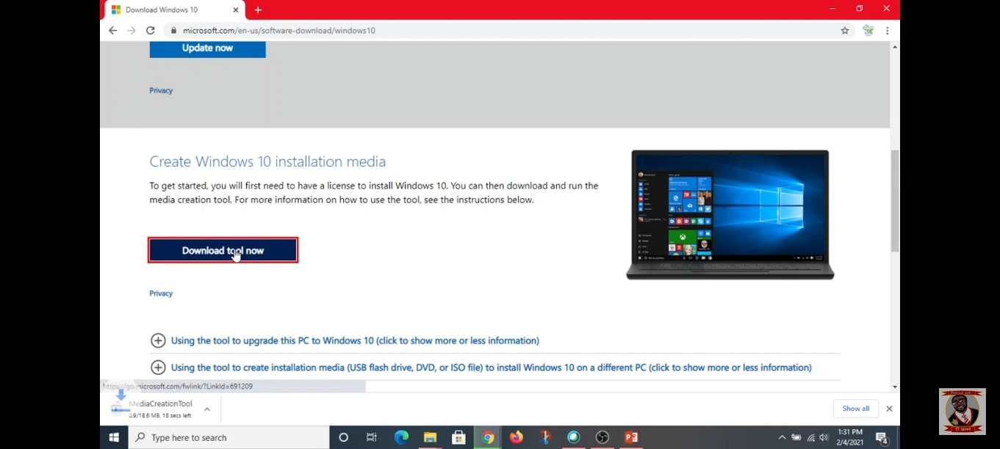 Download Windows 10
microsoft.com/en-us/software-download/windows10
Update now
Privacy
Create Windows 10 installation media
To get started, you will first need to have a license to install Windows 10. You can then download and run the
media creation tool. For more information on how to use the tool, see the instructions below.
Download tool now
Privacy
Using the tool to upgrade this PC to Windows 10 (click to show more or less information)
Using the tool to create installation media (USB flash drive, DVD, or ISO file) to install Windows 10 on a different PC (click to show more or less information)
https://go.microsoft.com/fwlink/?LinkId=691209
MediaCreationTool
0.9/18.6 MB, 18 secs left
Show all
Type here to search
1:31 PM
2/4/2021
4